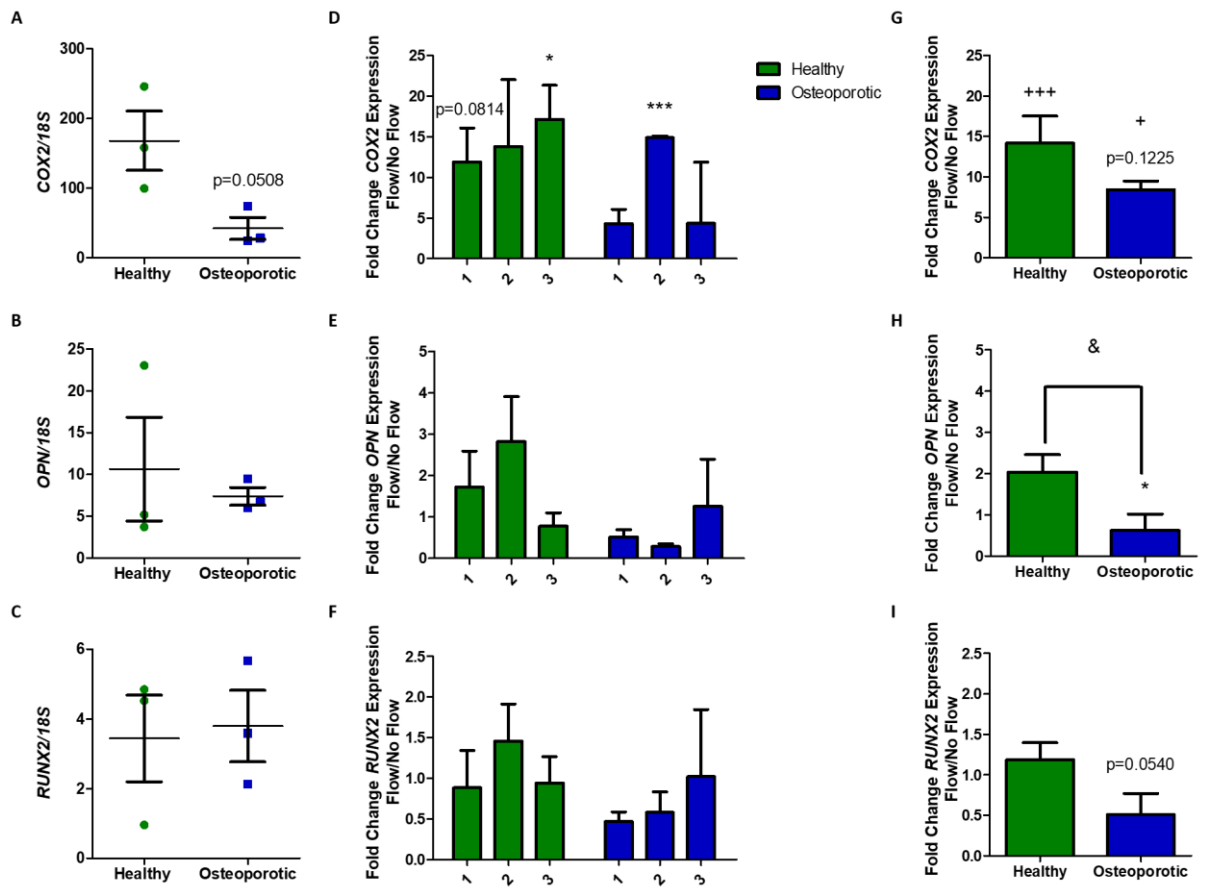 A
COX2/18S
300
200
100
0
p=0.0508
Healthy
Osteoporotic
D
Fold Change COX2 Expression
Flow/No Flow
25
20
15
10
5
0
p=0.0814
*
***
1
2
3
1
2
3
Healthy
Osteoporotic
G
Fold Change COX2 Expression
Flow/No Flow
25
20
15
10
5
0
+++
+
p=0.1225
Healthy
Osteoporotic
B
OPN/18S
25
20
15
10
5
0
Healthy
Osteoporotic
E
Fold Change OPN Expression
Flow/No Flow
5
4
3
2
1
0
1
2
3
1
2
3
H
Fold Change OPN Expression
Flow/No Flow
5
4
3
2
1
0
&
*
Healthy
Osteoporotic
C
RUNX2/18S
6
4
2
0
Healthy
Osteoporotic
F
Fold Change RUNX2 Expression
Flow/No Flow
2.5
2.0
1.5
1.0
0.5
0.0
1
2
3
1
2
3
I
Fold Change RUNX2 Expression
Flow/No Flow
2.5
2.0
1.5
1.0
0.5
0.0
p=0.0540
Healthy
Osteoporotic